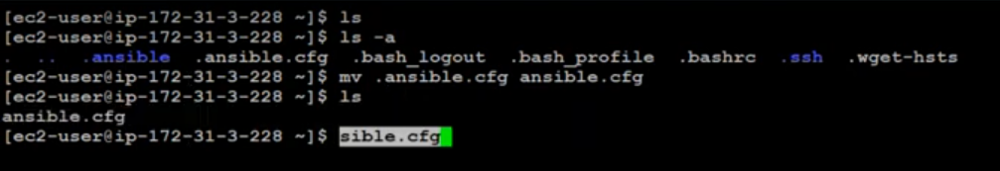 [ec2-user@ip-172-31-3-228 ~]$ ls
[ec2-user@ip-172-31-3-228 ~]$ ls -a
. .. .ansible .ansible.cfg .bash_logout .bash_profile .bashrc .ssh .wget-hsts
[ec2-user@ip-172-31-3-228 ~]$ mv .ansible.cfg ansible.cfg
[ec2-user@ip-172-31-3-228 ~]$ ls
ansible.cfg
[ec2-user@ip-172-31-3-228 ~]$ sible.cfg